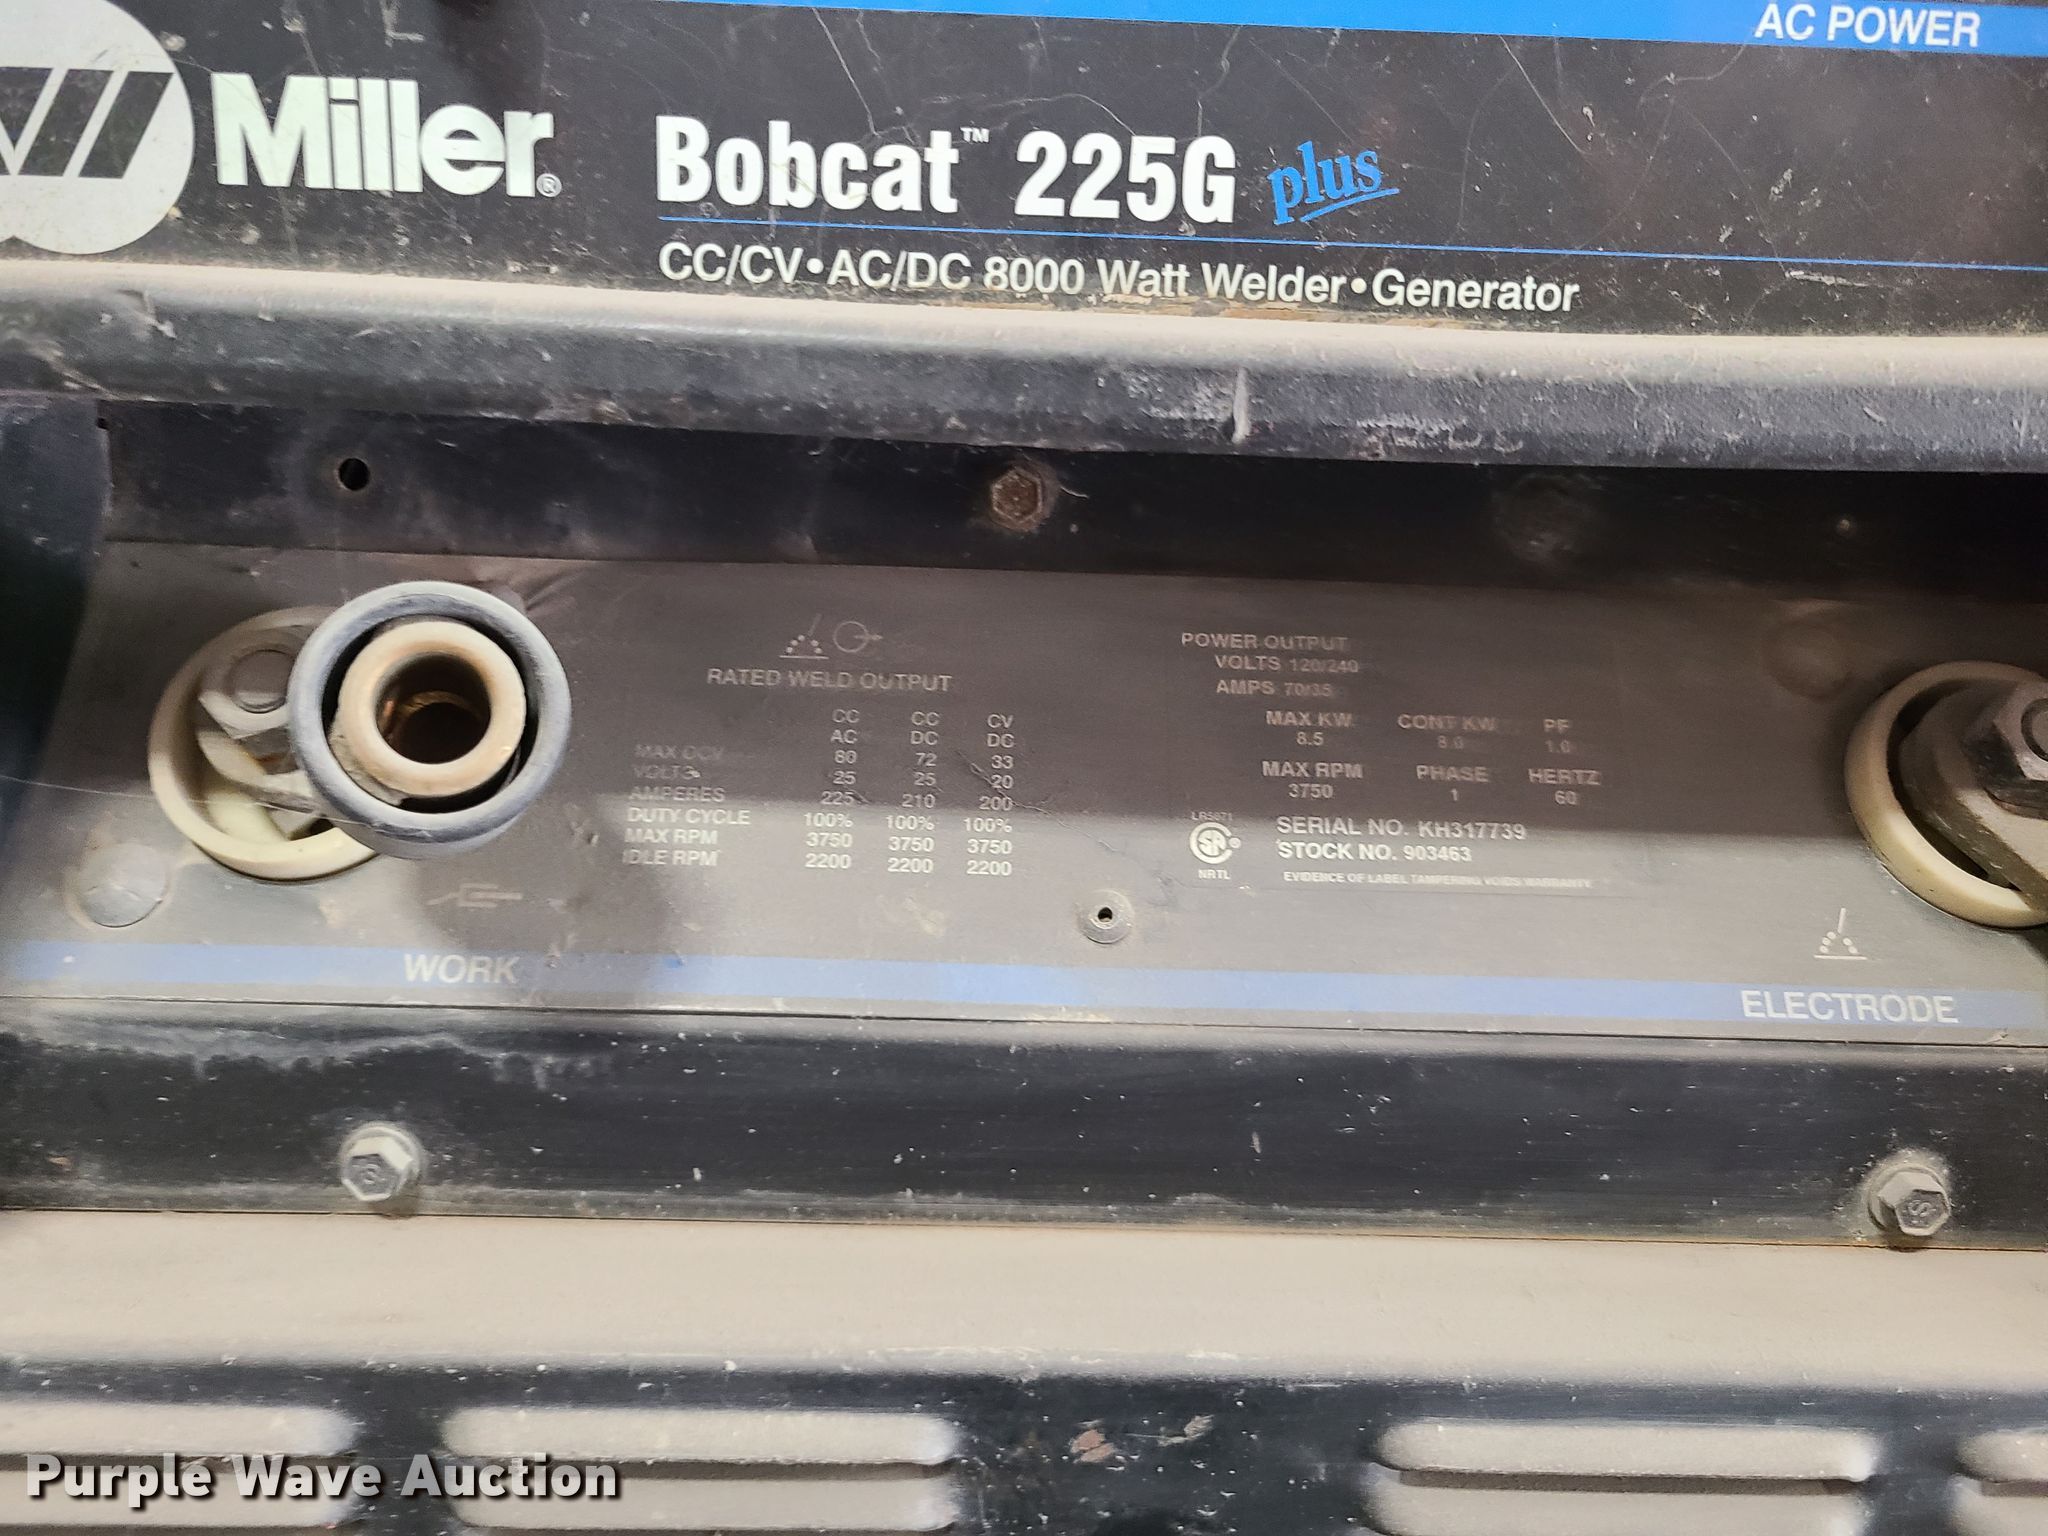 AC POWER
Miller®
Bobcat™ 225G plus
CC/CV•AC/DC 8000 Watt Welder•Generator
RATED WELD OUTPUT
CC CC CV
AC DC DC
MAX OCV 80 72 33
VOLTS 25 25 20
AMPERES 225 210 200
DUTY CYCLE 100% 100% 100%
MAX RPM 3750 3750 3750
IDLE RPM 2200 2200 2200
POWER OUTPUT
VOLTS 120/240
AMPS 70/35
MAX KW CONT KW PF
8.5 8.0 1.0
MAX RPM PHASE HERTZ
3750 1 60
LR5871
SERIAL NO. KH317739
STOCK NO. 903463
NRTL
EVIDENCE OF LABEL TAMPERING VOIDS WARRANTY
WORK
ELECTRODE
Purple Wave Auction